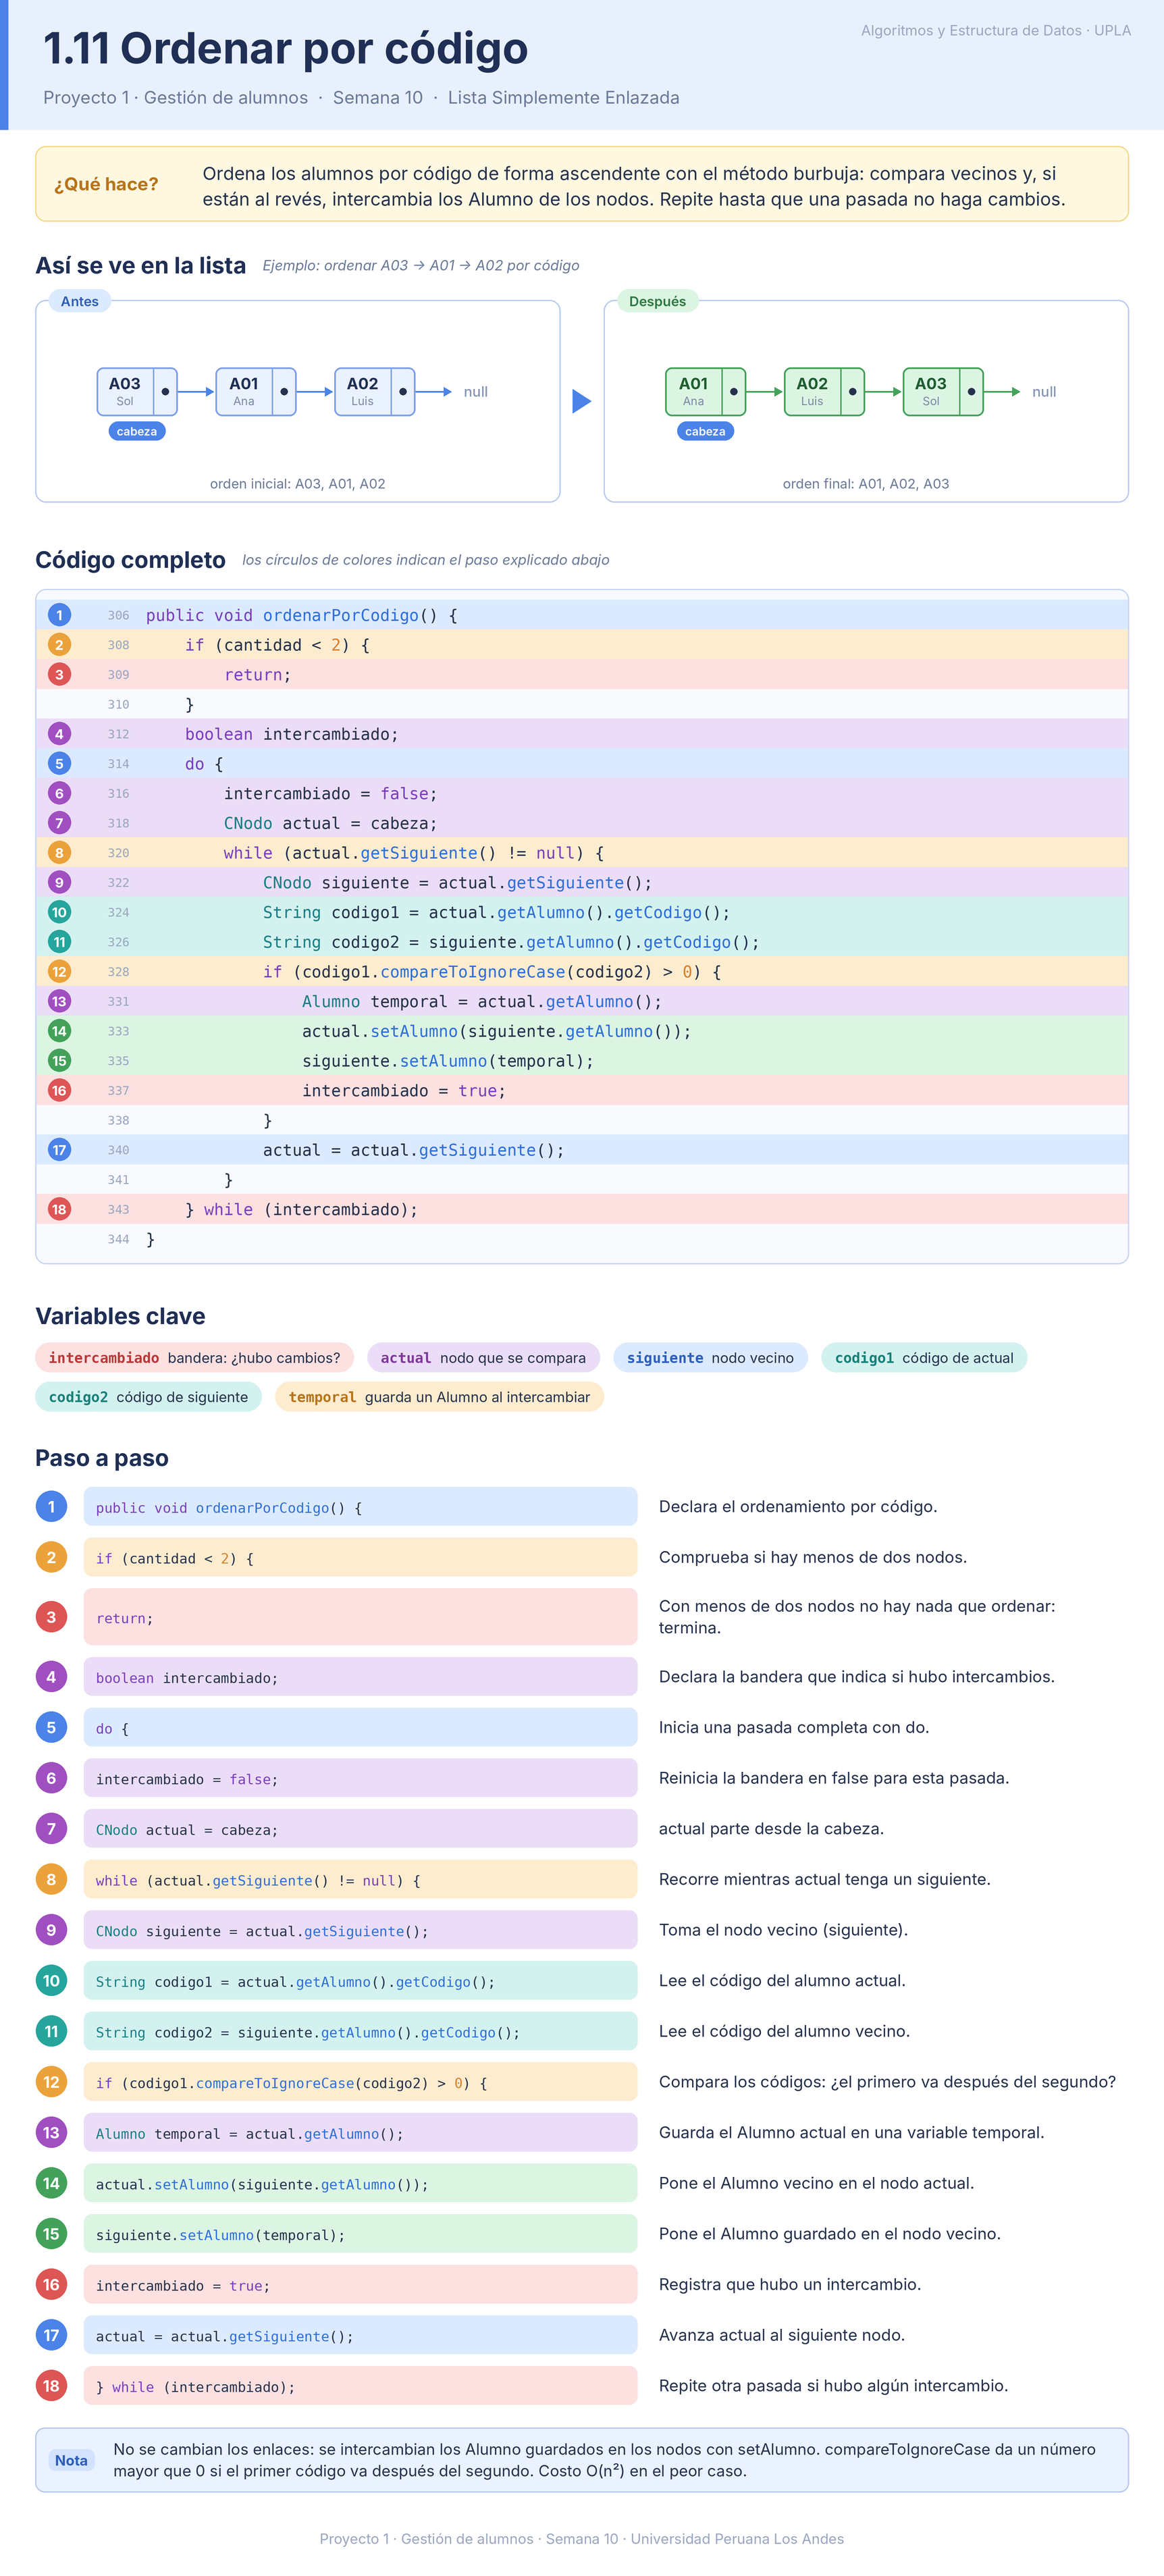 1.11 Ordenar por código
Algoritmos y Estructura de Datos · UPLA
Proyecto 1 · Gestión de alumnos · Semana 10 · Lista Simplemente Enlazada
¿Qué hace?
Ordena los alumnos por código de forma ascendente con el método burbuja: compara vecinos y, si
están al revés, intercambia los Alumno de los nodos. Repite hasta que una pasada no haga cambios.
Así se ve en la lista Ejemplo: ordenar A03 → A01 → A02 por código
Antes
A03 A01 A02 null
Sol Ana Luis
cabeza
orden inicial: A03, A01, A02
Después
A01 A02 A03 null
Ana Luis Sol
cabeza
orden final: A01, A02, A03
Código completo los círculos de colores indican el paso explicado abajo
1 306 public void ordenarPorCodigo() {
2 308 if (cantidad < 2) {
3 309 return;
310 }
4 312 boolean intercambiado;
5 314 do {
6 316 intercambiado = false;
7 318 CNodo actual = cabeza;
8 320 while (actual.getSiguiente() != null) {
9 322 CNodo siguiente = actual.getSiguiente();
10 324 String codigo1 = actual.getAlumno().getCodigo();
11 326 String codigo2 = siguiente.getAlumno().getCodigo();
12 328 if (codigo1.compareToIgnoreCase(codigo2) > 0) {
13 331 Alumno temporal = actual.getAlumno();
14 333 actual.setAlumno(siguiente.getAlumno());
15 335 siguiente.setAlumno(temporal);
16 337 intercambiado = true;
338 }
17 340 actual = actual.getSiguiente();
341 }
18 343 } while (intercambiado);
344 }
Variables clave
intercambiado bandera: ¿hubo cambios? actual nodo que se compara siguiente nodo vecino codigo1 código de actual
codigo2 código de siguiente temporal guarda un Alumno al intercambiar
Paso a paso
1 public void ordenarPorCodigo() { Declara el ordenamiento por código.
2 if (cantidad < 2) { Comprueba si hay menos de dos nodos.
3 return; Con menos de dos nodos no hay nada que ordenar:
termina.
4 boolean intercambiado; Declara la bandera que indica si hubo intercambios.
5 do { Inicia una pasada completa con do.
6 intercambiado = false; Reinicia la bandera en false para esta pasada.
7 CNodo actual = cabeza; actual parte desde la cabeza.
8 while (actual.getSiguiente() != null) { Recorre mientras actual tenga un siguiente.
9 CNodo siguiente = actual.getSiguiente(); Toma el nodo vecino (siguiente).
10 String codigo1 = actual.getAlumno().getCodigo(); Lee el código del alumno actual.
11 String codigo2 = siguiente.getAlumno().getCodigo(); Lee el código del alumno vecino.
12 if (codigo1.compareToIgnoreCase(codigo2) > 0) { Compara los códigos: ¿el primero va después del segundo?
13 Alumno temporal = actual.getAlumno(); Guarda el Alumno actual en una variable temporal.
14 actual.setAlumno(siguiente.getAlumno()); Pone el Alumno vecino en el nodo actual.
15 siguiente.setAlumno(temporal); Pone el Alumno guardado en el nodo vecino.
16 intercambiado = true; Registra que hubo un intercambio.
17 actual = actual.getSiguiente(); Avanza actual al siguiente nodo.
18 } while (intercambiado); Repite otra pasada si hubo algún intercambio.
Nota
No se cambian los enlaces: se intercambian los Alumno guardados en los nodos con setAlumno. compareToIgnoreCase da un número
mayor que 0 si el primer código va después del segundo. Costo O(n²) en el peor caso.
Proyecto 1 · Gestión de alumnos · Semana 10 · Universidad Peruana Los Andes